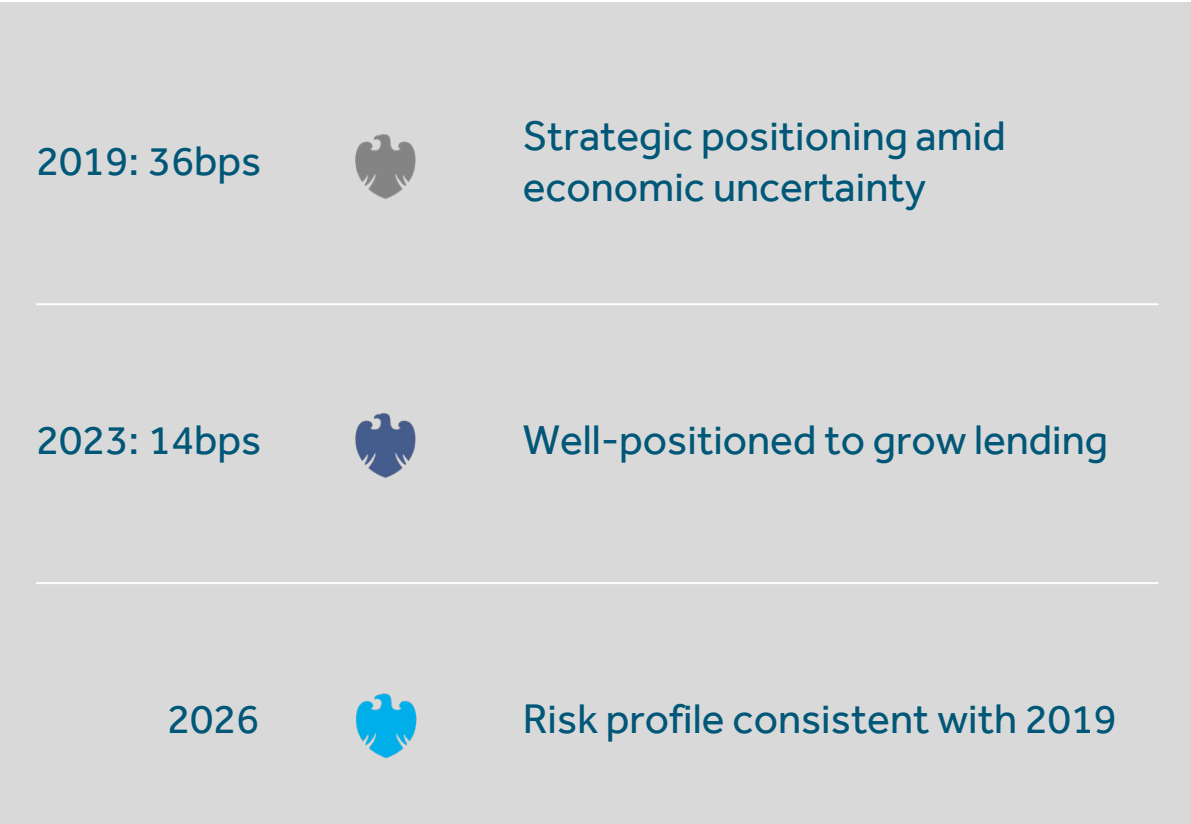 2019: 36bps
Strategic positioning amid
economic uncertainty
2023: 14bps
Well-positioned to grow lending
2026
Risk profile consistent with 2019